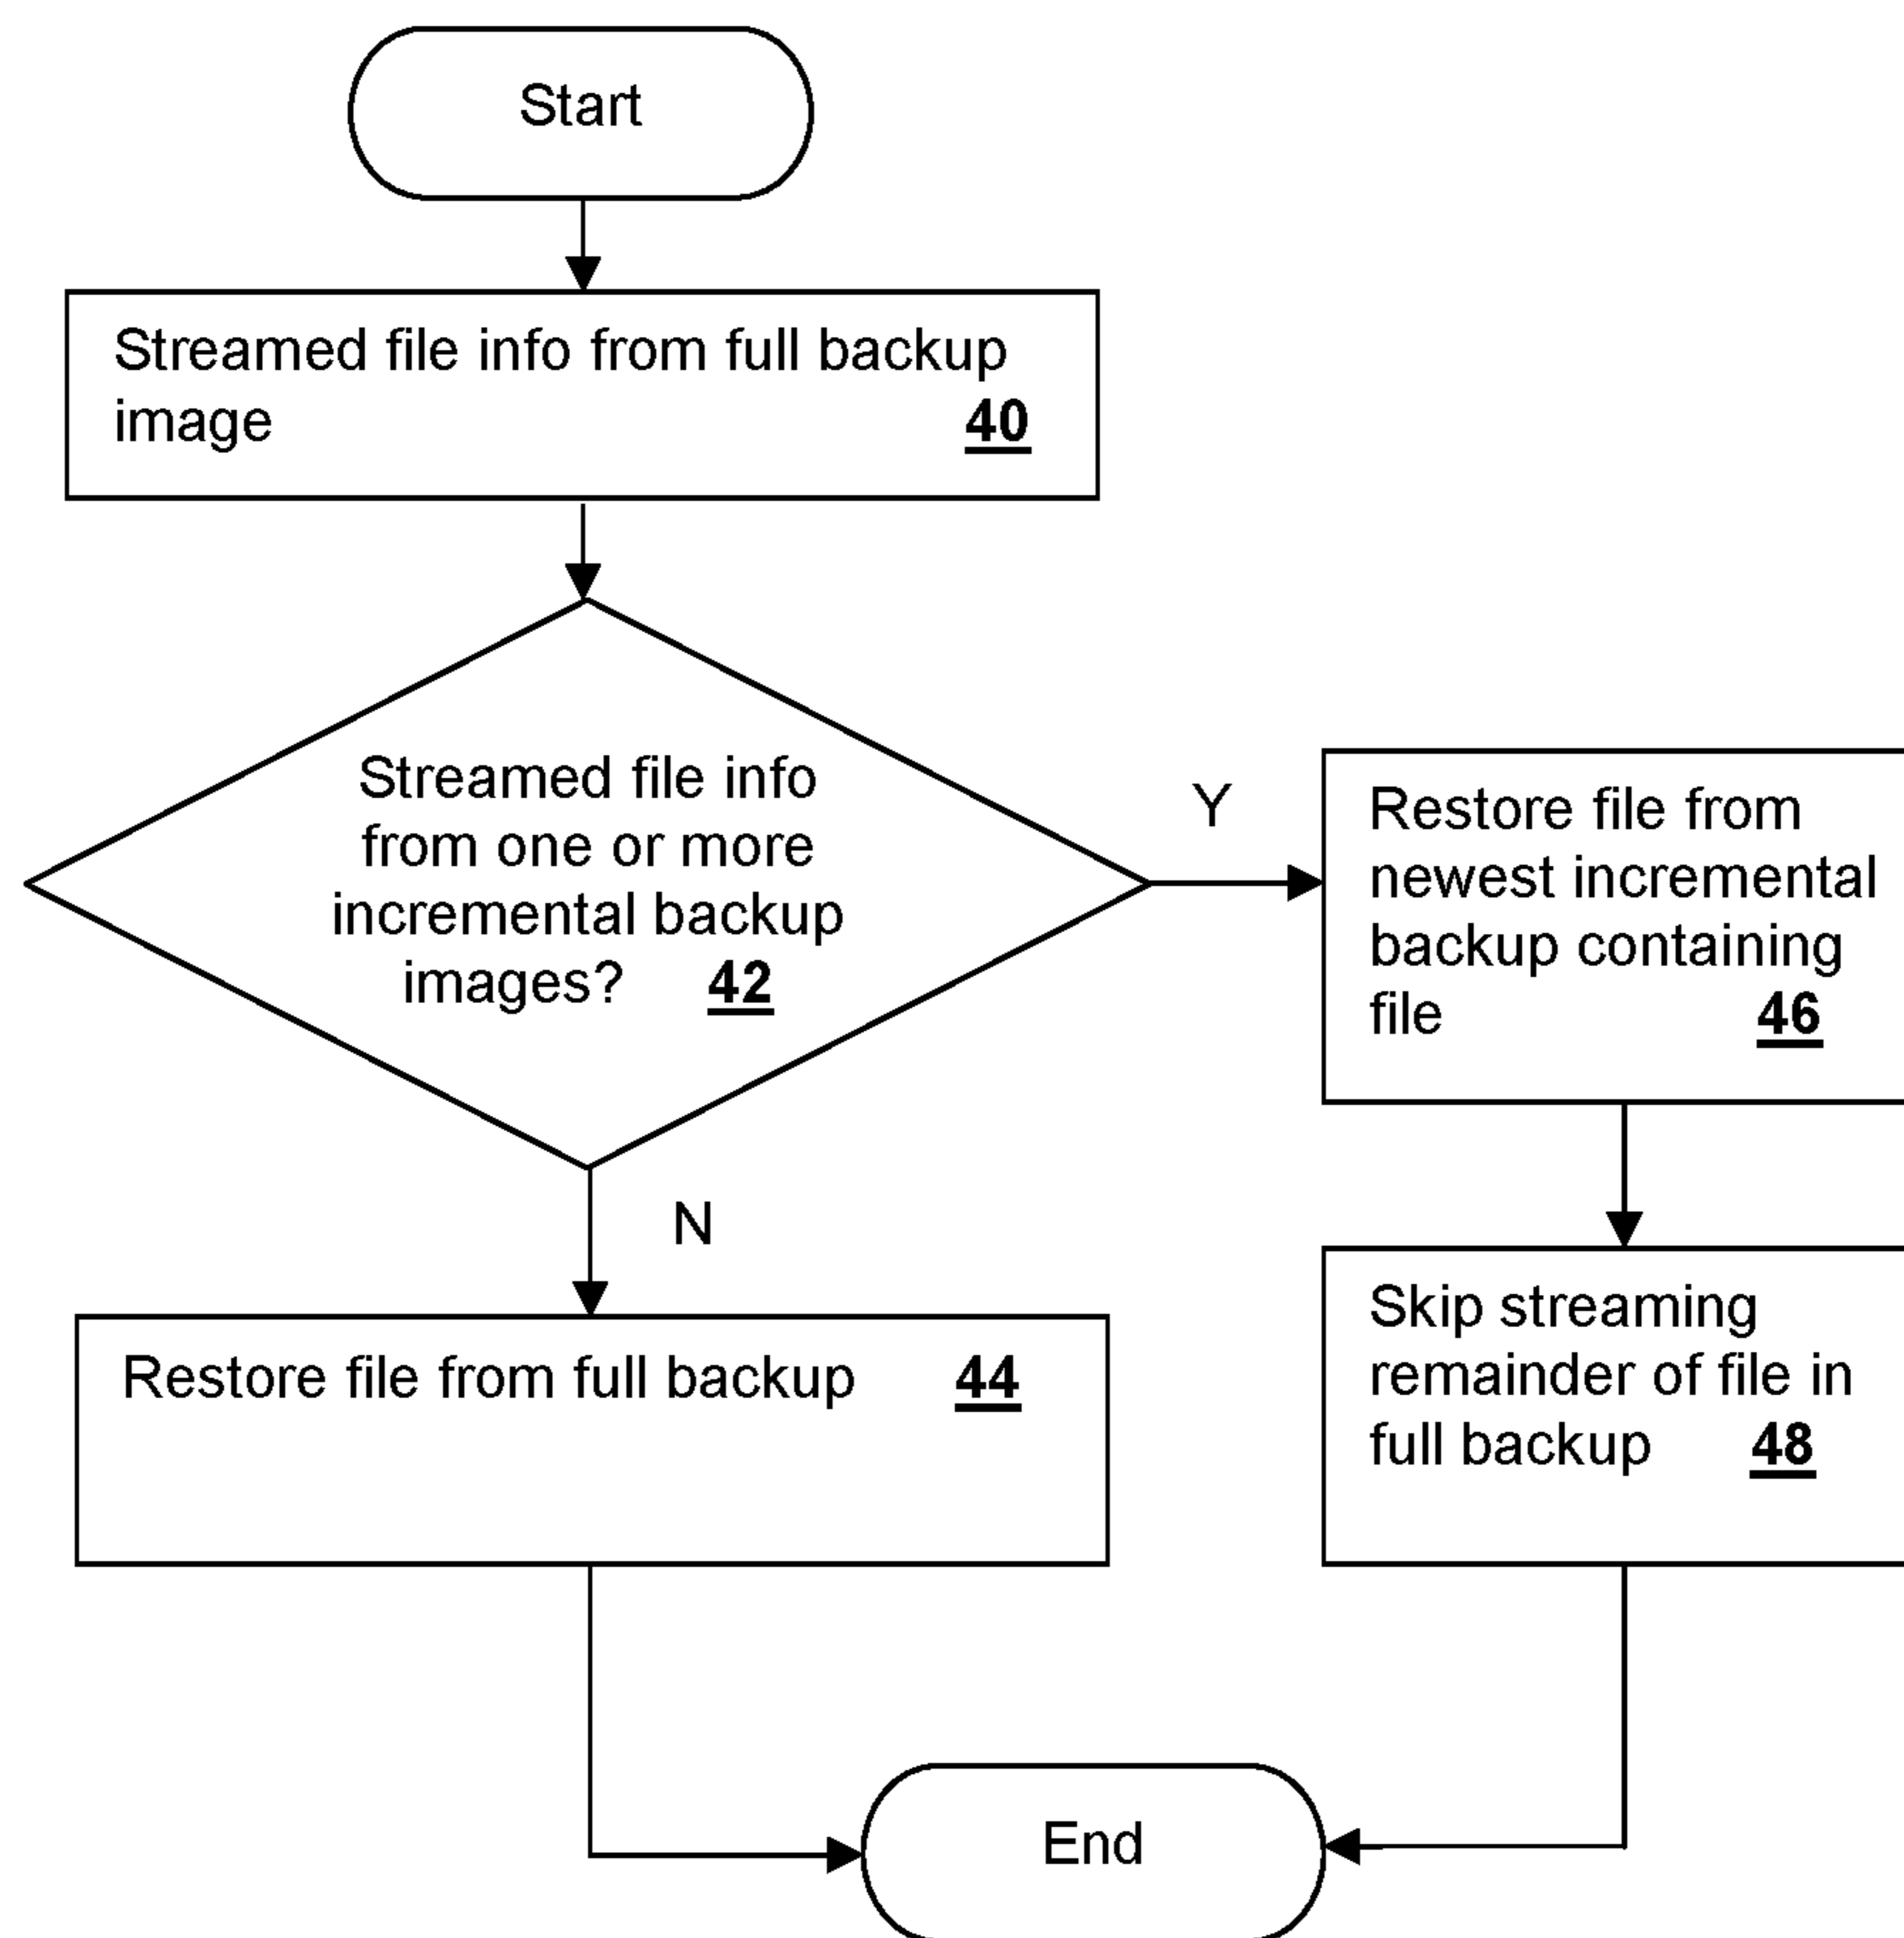 Start
Streamed file info from full backup
image 40
Streamed file info
from one or more
incremental backup
images? 42
Y
Restore file from
newest incremental
backup containing
file 46
N
Restore file from full backup 44
Skip streaming
remainder of file in
full backup 48
End